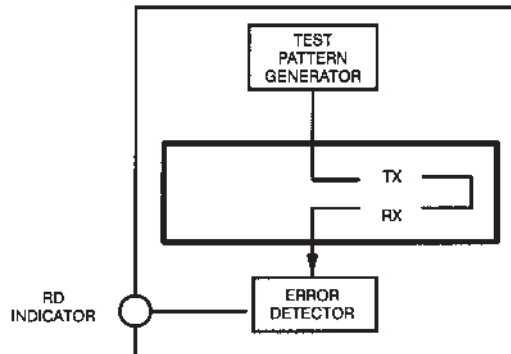 TEST
PATTERN
GENERATOR
TX
RX
RD
INDICATOR
ERROR
DETECTOR